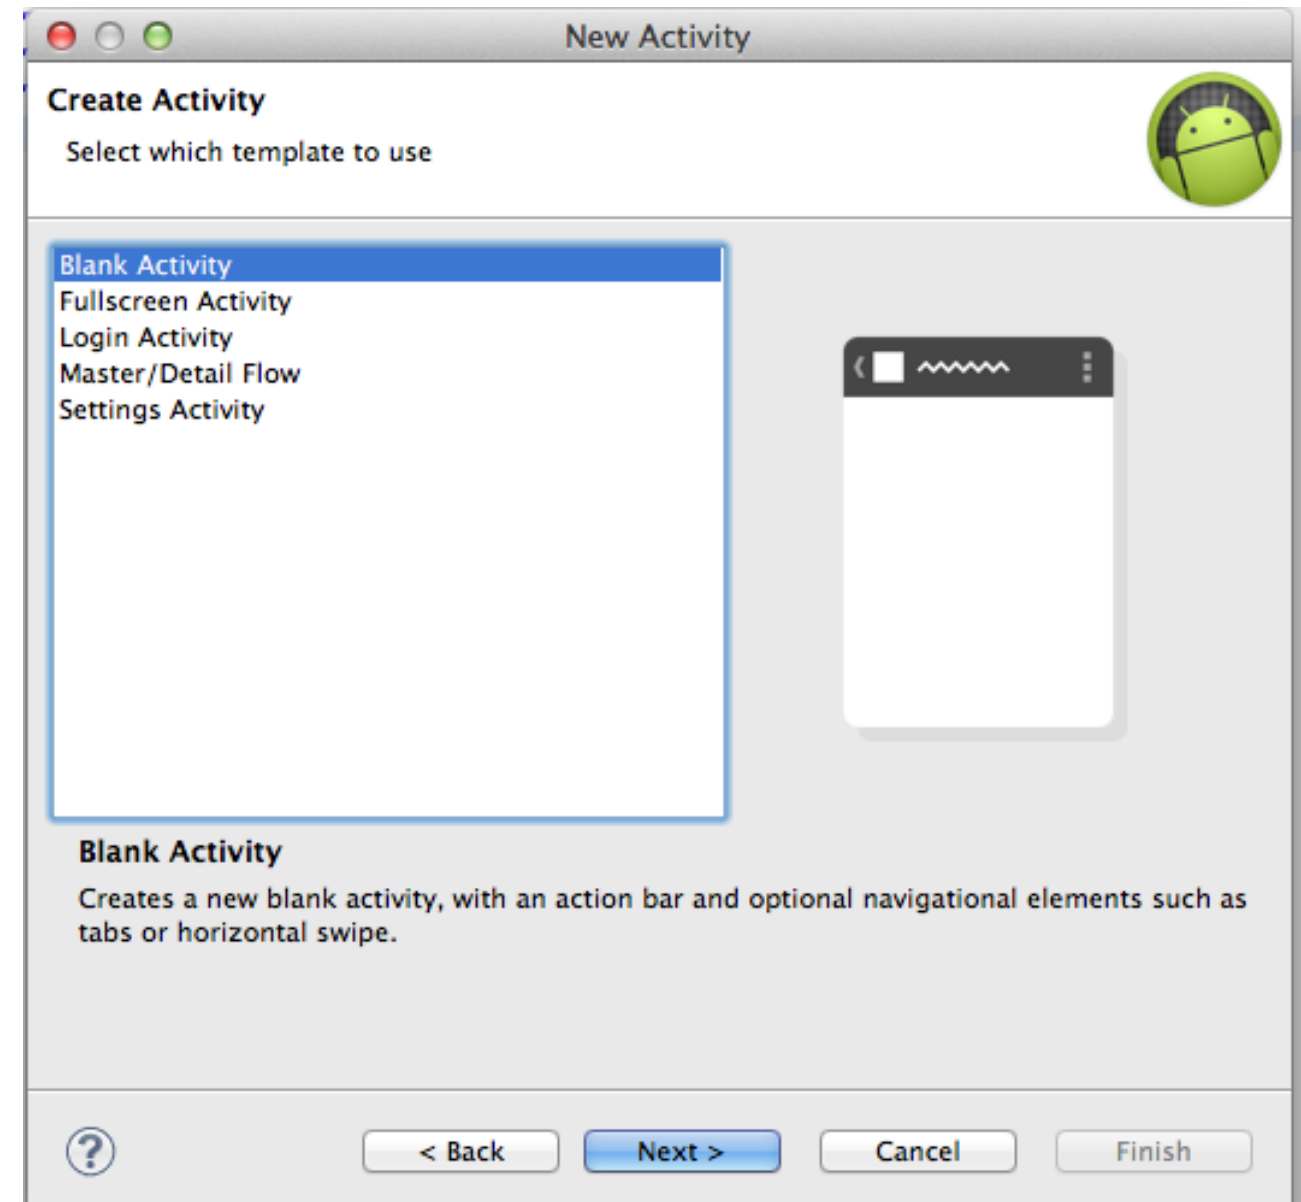 New Activity
Create Activity
Select which template to use
Blank Activity
Fullscreen Activity
Login Activity
Master/Detail Flow
Settings Activity
Blank Activity
Creates a new blank activity, with an action bar and optional navigational elements such as
tabs or horizontal swipe.
?
< Back
Next >
Cancel
Finish